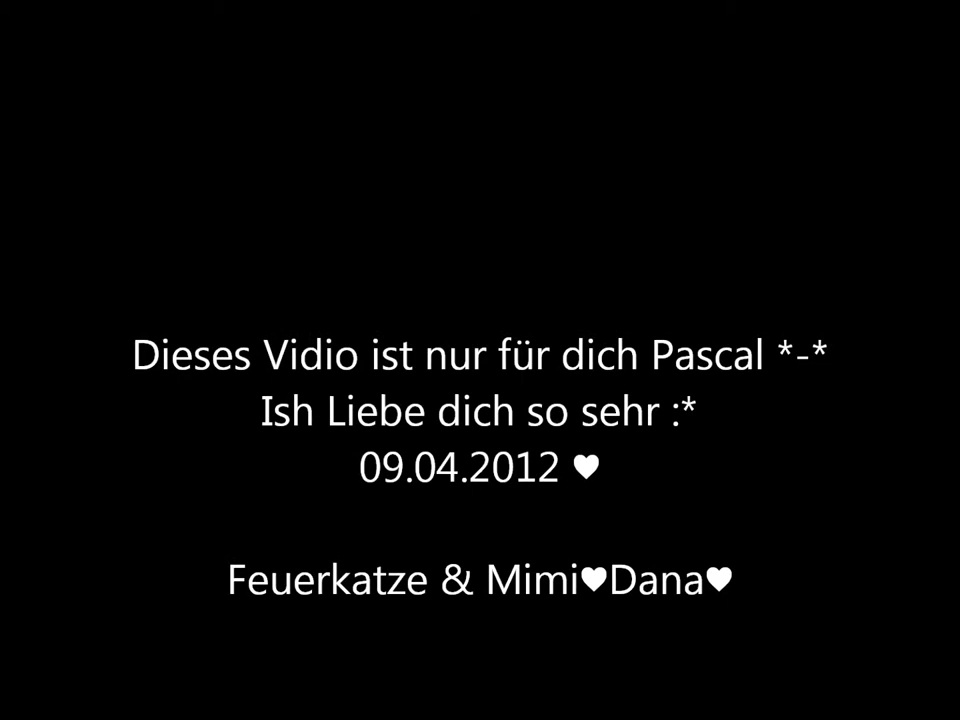 Dieses Vidio ist nur für dich Pascal *-*
Ish Liebe dich so sehr :*
09.04.2012 ♥
Feuerkatze & Mimi♥Dana♥